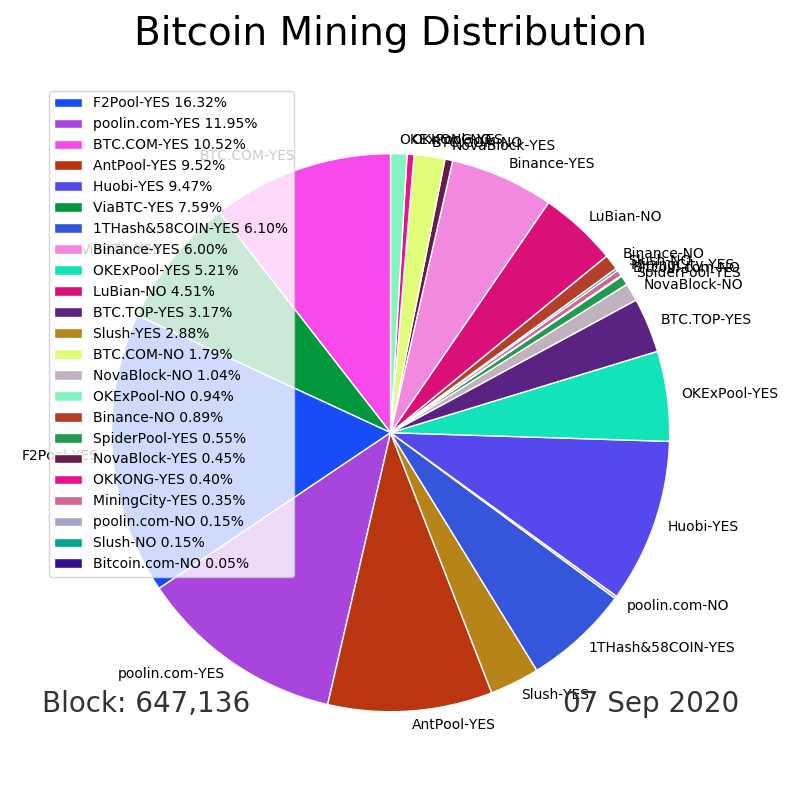 Bitcoin Mining Distribution
F2Pool-YES 16.32%
poolin.com-YES 11.95%
BTC.COM-YES 10.52%
AntPool-YES 9.52%
Huobi-YES 9.47%
ViaBTC-YES 7.59%
1THash&58COIN-YES 6.10%
Binance-YES 6.00%
OKExPool-YES 5.21%
LuBian-NO 4.51%
BTC.TOP-YES 3.17%
Slush-YES 2.88%
BTC.COM-NO 1.79%
NovaBlock-NO 1.04%
OKExPool-NO 0.94%
Binance-NO 0.89%
SpiderPool-YES 0.55%
NovaBlock-YES 0.45%
OKKONG-YES 0.40%
MiningCity-YES 0.35%
poolin.com-NO 0.15%
Slush-NO 0.15%
Bitcoin.com-NO 0.05%
BTC.COM-YES
F2Pool-YES
poolin.com-YES
AntPool-YES
Slush-YES
1THash&58COIN-YES
poolin.com-NO
Huobi-YES
OKExPool-YES
BTC.TOP-YES
NovaBlock-NO
SpiderPool-YES
Binance-NO
LuBian-NO
Binance-YES
NovaBlock-YES
Block: 647,136
07 Sep 2020